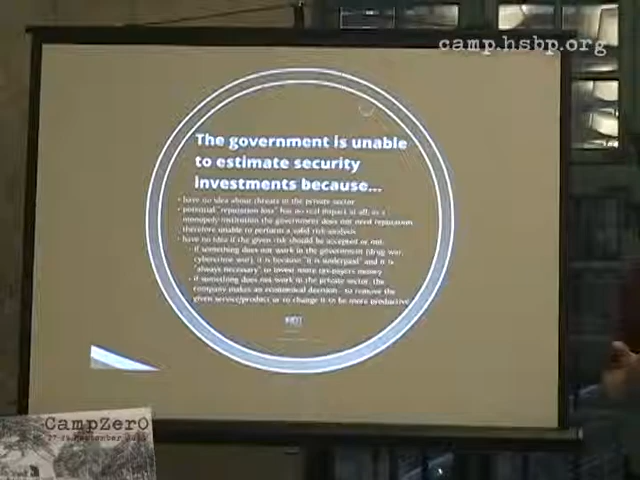 camp.hsbp.org
The government is unable
to estimate security
investments because...
• have no idea about threats in the private sector
• potential "reputation loss" has no real impact at all, as a
monopoly institution the government does not need reputation
therefore unable to perform a valid risk-analysis
• have no idea if the given risk should be accepted or not:
• if something does not work in the government (drug war,
cybercrime war), it is because "it is underpaid" and it is
"always necessary" to invest more tax-payers money
• if something does not work in the private sector, the
company makes an economical decision - to remove the
given service/product or to change it to be more productive
CampZer0
September